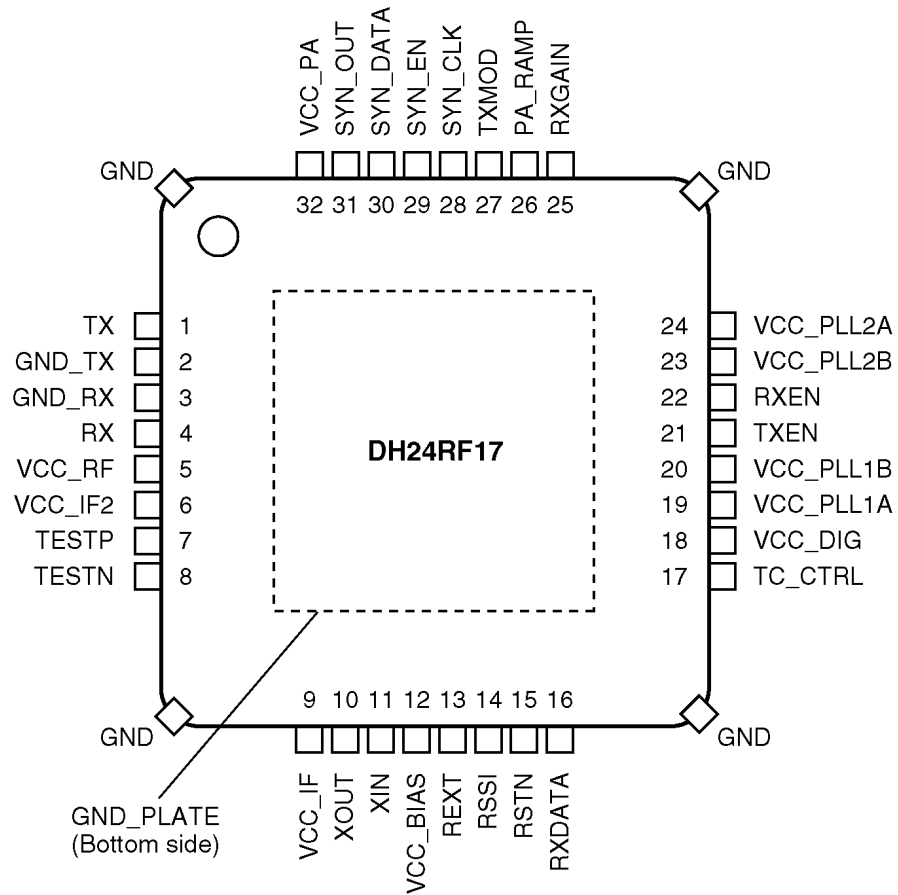 VCC_PA
SYN_OUT
SYN_DATA
SYN_EN
SYN_CLK
TXMOD
PA_RAMP
RXGAIN
GND
GND
32 31 30 29 28 27 26 25
TX 1
GND_TX 2
GND_RX 3
RX 4
VCC_RF 5
VCC_IF2 6
TESTP 7
TESTN 8
DH24RF17
24 VCC_PLL2A
23 VCC_PLL2B
22 RXEN
21 TXEN
20 VCC_PLL1B
19 VCC_PLL1A
18 VCC_DIG
17 TC_CTRL
9 10 11 12 13 14 15 16
GND
GND
VCC_IF
XOUT
XIN
VCC_BIAS
REXT
RSSI
RSTN
RXDATA
GND_PLATE
(Bottom side)